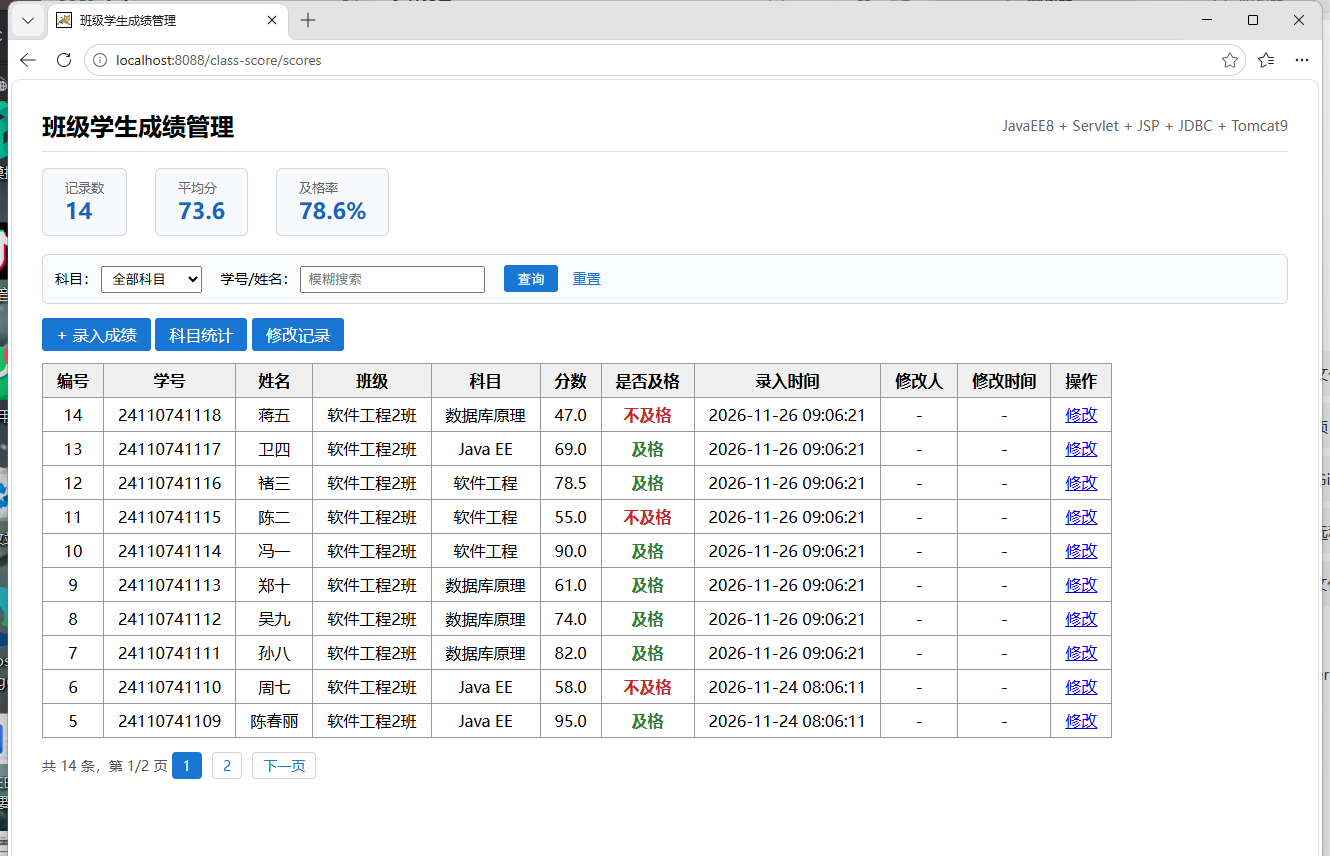 班级学生成绩管理
localhost:8088/class-score/scores
班级学生成绩管理 JavaEE8 + Servlet + JSP + JDBC + Tomcat9
记录数 平均分 及格率
14 73.6 78.6%
科目： 全部科目 学号/姓名： 模糊搜索 查询 重置
+ 录入成绩 科目统计 修改记录
编号 学号 姓名 班级 科目 分数 是否及格 录入时间 修改人 修改时间 操作
14 24110741118 蒋五 软件工程2班 数据库原理 47.0 不及格 2026-11-26 09:06:21 - - 修改
13 24110741117 卫四 软件工程2班 Java EE 69.0 及格 2026-11-26 09:06:21 - - 修改
12 24110741116 褚三 软件工程2班 软件工程 78.5 及格 2026-11-26 09:06:21 - - 修改
11 24110741115 陈二 软件工程2班 软件工程 55.0 不及格 2026-11-26 09:06:21 - - 修改
10 24110741114 冯一 软件工程2班 软件工程 90.0 及格 2026-11-26 09:06:21 - - 修改
9 24110741113 郑十 软件工程2班 数据库原理 61.0 及格 2026-11-26 09:06:21 - - 修改
8 24110741112 吴九 软件工程2班 数据库原理 74.0 及格 2026-11-26 09:06:21 - - 修改
7 24110741111 孙八 软件工程2班 数据库原理 82.0 及格 2026-11-26 09:06:21 - - 修改
6 24110741110 周七 软件工程2班 Java EE 58.0 不及格 2026-11-24 08:06:11 - - 修改
5 24110741109 陈春丽 软件工程2班 Java EE 95.0 及格 2026-11-24 08:06:11 - - 修改
共 14 条，第 1/2 页 1 2 下一页